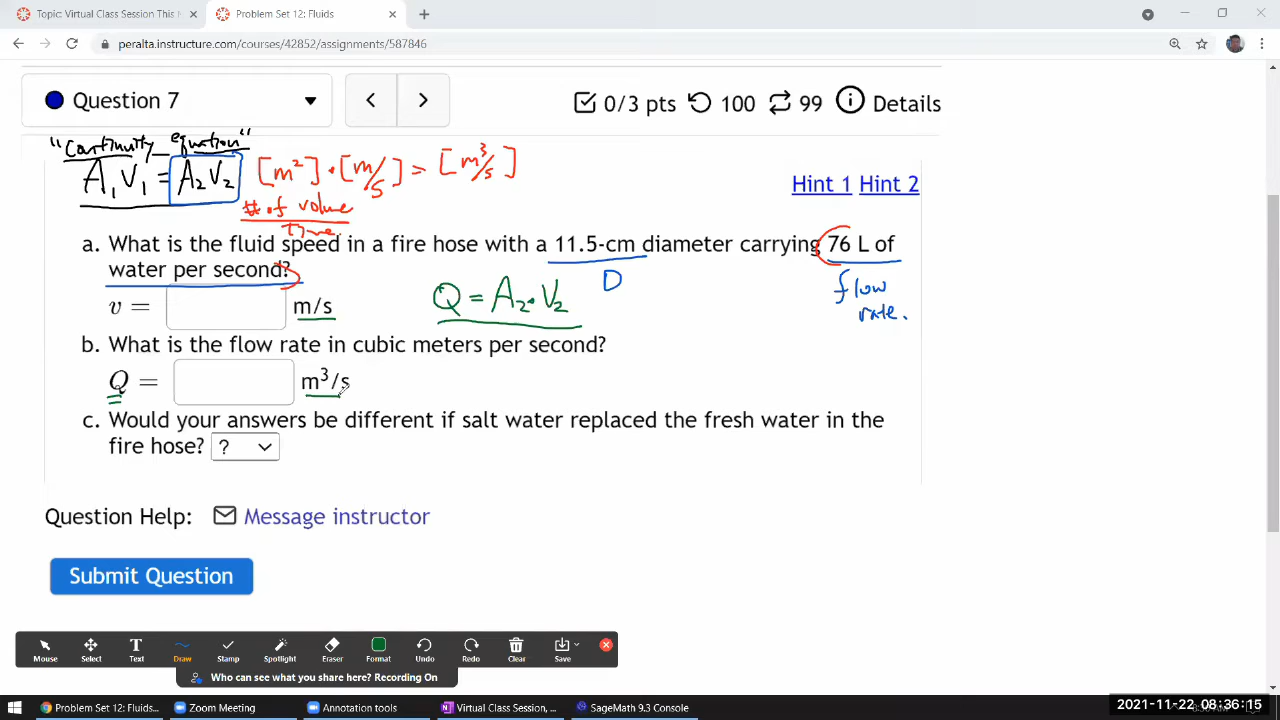 Topic: Virtual Class Session This
Problem Set 12: Fluids
peralta.instructure.com/courses/42852/assignments/587846
Question 7
0/3 pts 100 99 Details
"Continuity equation"
A₁V₁ = A₂V₂ [m²]·[m/s] = [m³/s]
Hint 1 Hint 2
# of volume
time.
a. What is the fluid speed in a fire hose with a 11.5-cm diameter carrying 76 L of
water per second?
D
flow
rate.
v = m/s
Q = A₂·V₂
b. What is the flow rate in cubic meters per second?
Q = m³/s
c. Would your answers be different if salt water replaced the fresh water in the
fire hose? ?
Question Help: Message instructor
Submit Question
Mouse Select Text Draw Stamp Spotlight Eraser Format Undo Redo Clear Save
Who can see what you share here? Recording On
Problem Set 12: Fluids... Zoom Meeting Annotation tools Virtual Class Session,... SageMath 9.3 Console
2021-11-22 08:36:15